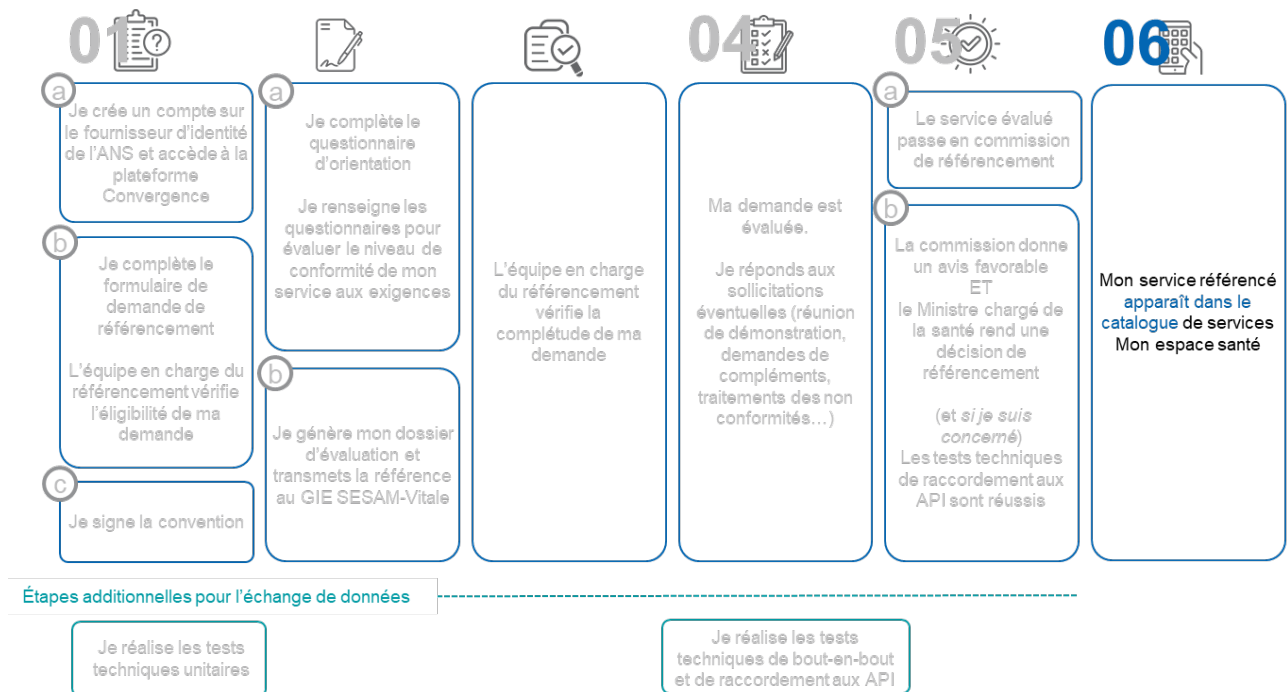 01
a
Je crée un compte sur
le fournisseur d'identité
de l'ANS et accède à la
plateforme
Convergence
b
Je complète le
formulaire de
demande de
référencement
L'équipe en charge du
référencement vérifie
l'éligibilité de ma
demande
c
Je signe la convention
a
Je complète le
questionnaire
d'orientation
Je renseigne les
questionnaires pour
évaluer le niveau de
conformité de mon
service aux exigences
b
Je génère mon dossier
d'évaluation et
transmets la référence
au GIE SESAM-Vitale
L'équipe en charge
du référencement
vérifie la
complétude de ma
demande
04
Ma demande est
évaluée.
Je réponds aux
sollicitations
éventuelles (réunion
de démonstration,
demandes de
compléments,
traitements des non
conformités…)
05
a
Le service évalué
passe en commission
de référencement
b
La commission donne
un avis favorable
ET
le Ministre chargé de
la santé rend une
décision de
référencement
(et si je suis
concerné)
Les tests techniques
de raccordement aux
API sont réussis
06
Mon service référencé
apparaît dans le
catalogue de services
Mon espace santé
Étapes additionnelles pour l'échange de données
Je réalise les tests
techniques unitaires
Je réalise les tests
techniques de bout-en-bout
et de raccordement aux API